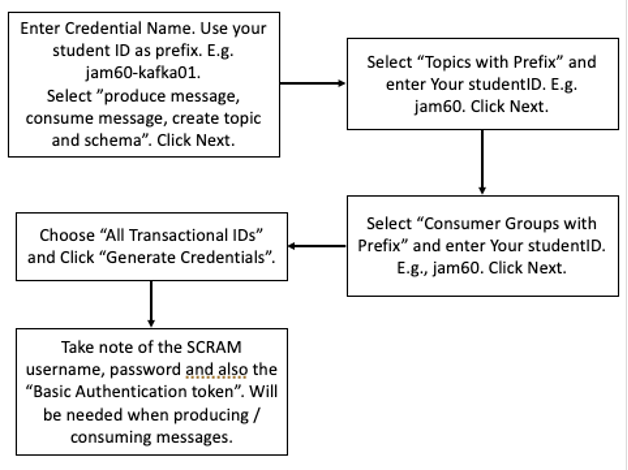 Enter Credential Name. Use your
student ID as prefix. E.g.
jam60-kafka01.
Select ”produce message,
consume message, create topic
and schema”. Click Next.
Select “Topics with Prefix” and
enter Your studentID. E.g.
jam60. Click Next.
Select “Consumer Groups with
Prefix” and enter Your studentID.
E.g., jam60. Click Next.
Choose “All Transactional IDs”
and Click “Generate Credentials”.
Take note of the SCRAM
username, password and also the
“Basic Authentication token”. Will
be needed when producing /
consuming messages.